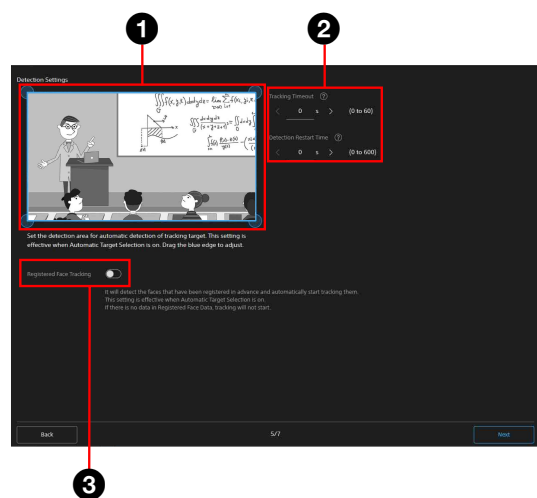 1
2
Detection Settings
Tracking Timeout ?
< 0 s > (0 to 60)
Detection Restart Time ?
< 0 s > (0 to 600)
Set the detection area for automatic detection of tracking target. This setting is
effective when Automatic Target Selection is on. Drag the blue edge to adjust.
Registered Face Tracking
It will detect the faces that have been registered in advance and automatically start tracking them.
This setting is effective when Automatic Target Selection is on.
If there is no data in Registered Face Data, tracking will not start.
Back
5/7
Next
3